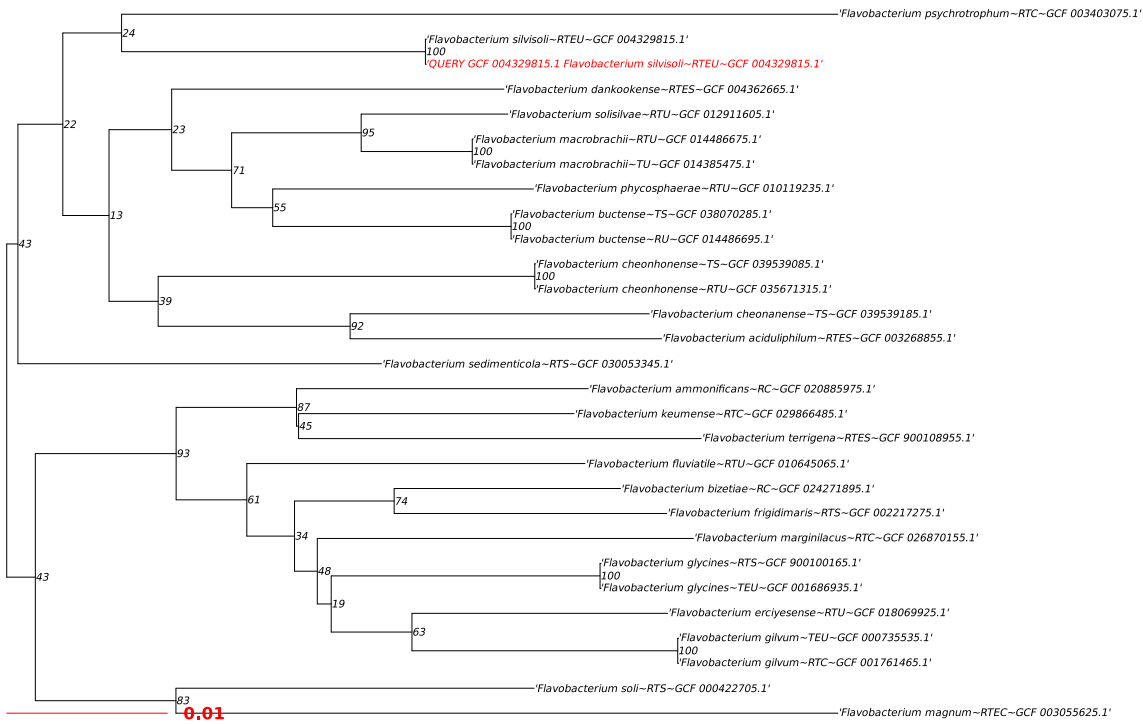 'Flavobacterium psychrotrophum~RTC~GCF 003403075.1'
24
'Flavobacterium silvisoli~RTEU~GCF 004329815.1'
100
'QUERY GCF 004329815.1 Flavobacterium silvisoli~RTEU~GCF 004329815.1'
'Flavobacterium dankookense~RTES~GCF 004362665.1'
'Flavobacterium solisilvae~RTU~GCF 012911605.1'
22
23
95
'Flavobacterium macrobrachii~RTU~GCF 014486675.1'
100
'Flavobacterium macrobrachii~TU~GCF 014385475.1'
71
'Flavobacterium phycosphaerae~RTU~GCF 010119235.1'
55
'Flavobacterium buctense~TS~GCF 038070285.1'
13
100
'Flavobacterium buctense~RU~GCF 014486695.1'
43
'Flavobacterium cheonhonense~TS~GCF 039539085.1'
100
'Flavobacterium cheonhonense~RTU~GCF 035671315.1'
39
'Flavobacterium cheonanense~TS~GCF 039539185.1'
92
'Flavobacterium aciduliphilum~RTES~GCF 003268855.1'
'Flavobacterium sedimenticola~RTS~GCF 030053345.1'
'Flavobacterium ammonificans~RC~GCF 020885975.1'
87
'Flavobacterium keumense~RTC~GCF 029866485.1'
45
'Flavobacterium terrigena~RTES~GCF 900108955.1'
93
'Flavobacterium fluviatile~RTU~GCF 010645065.1'
'Flavobacterium bizetiae~RC~GCF 024271895.1'
61
74
'Flavobacterium frigidimaris~RTS~GCF 002217275.1'
34
'Flavobacterium marginilacus~RTC~GCF 026870155.1'
'Flavobacterium glycines~RTS~GCF 900100165.1'
48
100
43
'Flavobacterium glycines~TEU~GCF 001686935.1'
19
'Flavobacterium erciyesense~RTU~GCF 018069925.1'
63
'Flavobacterium gilvum~TEU~GCF 000735535.1'
100
'Flavobacterium gilvum~RTC~GCF 001761465.1'
'Flavobacterium soli~RTS~GCF 000422705.1'
83
'Flavobacterium magnum~RTEC~GCF 003055625.1'
0.01